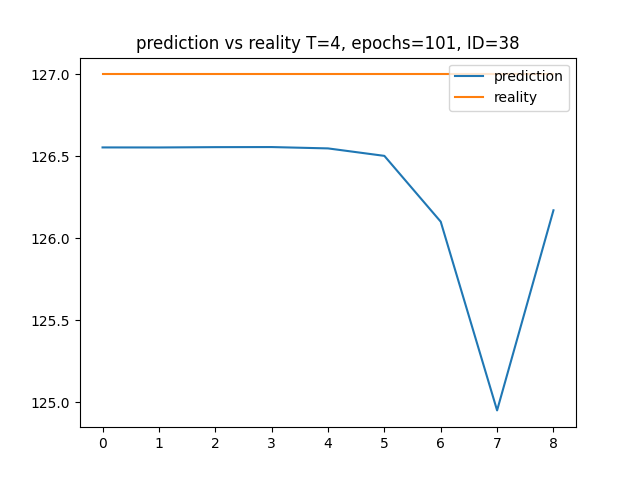 prediction vs reality T=4, epochs=101, ID=38
127.0
126.5
126.0
125.5
125.0
prediction
reality
0 1 2 3 4 5 6 7 8